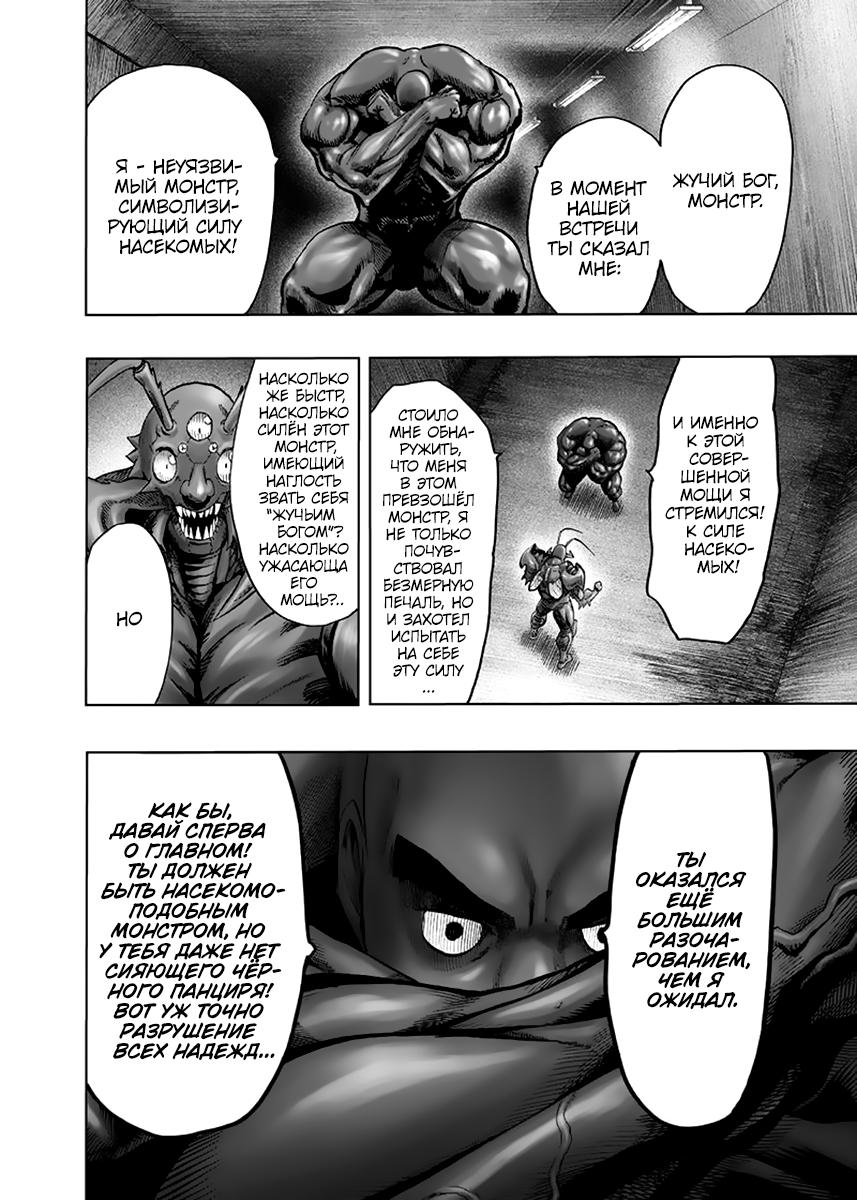 ЖУЧИЙ БОГ,
МОНСТР.
В МОМЕНТ
НАШЕЙ
ВСТРЕЧИ
ТЫ СКАЗАЛ
МНЕ:
Я - НЕУЯЗВИ-
МЫЙ МОНСТР,
СИМВОЛИЗИ-
РУЮЩИЙ СИЛУ
НАСЕКОМЫХ!
И ИМЕННО
К ЭТОЙ
СОВЕР-
ШЕННОЙ
МОЩИ Я
СТРЕМИЛСЯ!
К СИЛЕ
НАСЕКО-
МЫХ!
СТОИЛО
МНЕ ОБНА-
РУЖИТЬ,
ЧТО МЕНЯ
В ЭТОМ
ПРЕВЗОШЁЛ
МОНСТР, Я
НЕ ТОЛЬКО
ПОЧУВ-
СТВОВАЛ
БЕЗМЕРНУЮ
ПЕЧАЛЬ, НО
И ЗАХОТЕЛ
ИСПЫТАТЬ
НА СЕБЕ
ЭТУ СИЛУ
...
НАСКОЛЬКО
ЖЕ БЫСТР,
НАСКОЛЬКО
СИЛЁН ЭТОТ
МОНСТР,
ИМЕЮЩИЙ
НАГЛОСТЬ
ЗВАТЬ СЕБЯ
"ЖУЧЬИМ
БОГОМ"?
НАСКОЛЬКО
УЖАСАЮЩА
ЕГО
МОЩЬ?..
НО
ТЫ
ОКАЗАЛСЯ
ЕЩЁ
БОЛЬШИМ
РАЗОЧА-
РОВАНИЕМ,
ЧЕМ Я
ОЖИДАЛ.
КАК БЫ,
ДАВАЙ СПЕРВА
О ГЛАВНОМ!
ТЫ ДОЛЖЕН
БЫТЬ НАСЕКОМО-
ПОДОБНЫМ
МОНСТРОМ, НО
У ТЕБЯ ДАЖЕ НЕТ
СИЯЮЩЕГО ЧЁР-
НОГО ПАНЦИРЯ!
ВОТ УЖ ТОЧНО
РАЗРУШЕНИЕ
ВСЕХ НАДЕЖД...